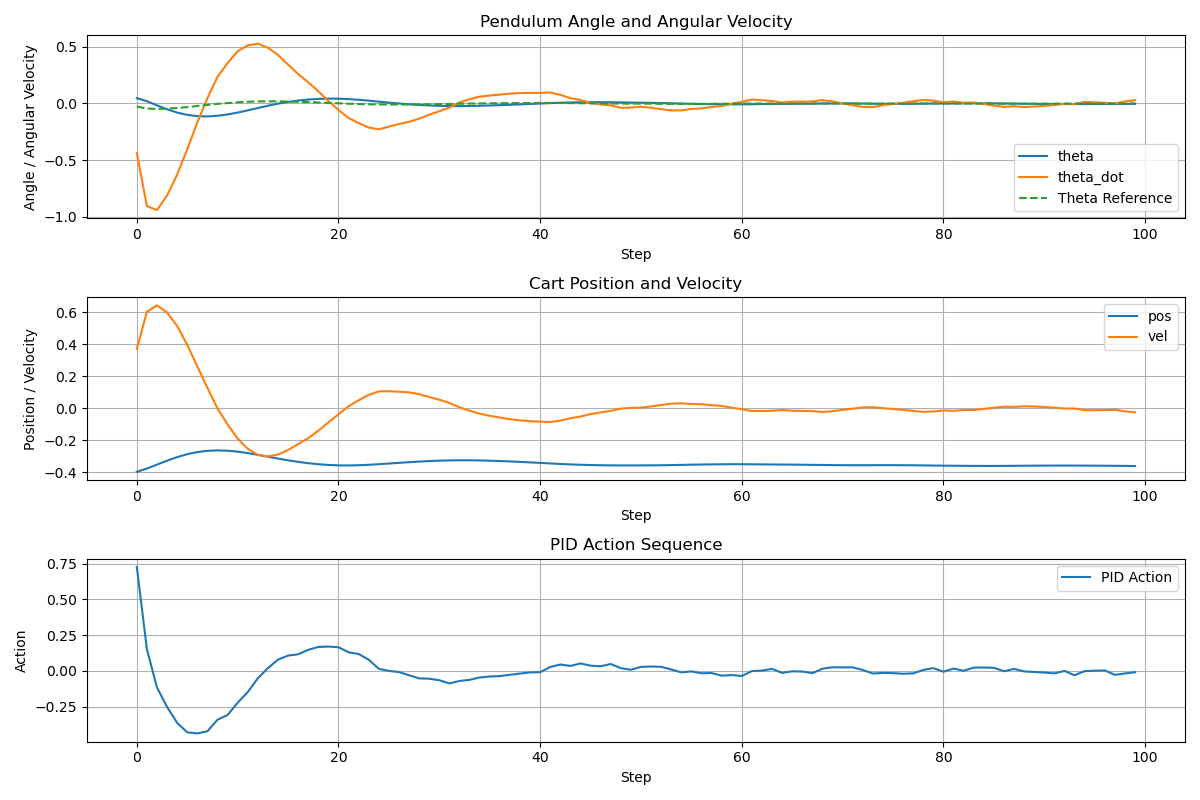 Pendulum Angle and Angular Velocity
Angle / Angular Velocity
0.5
0.0
−0.5
−1.0
theta
theta_dot
Theta Reference
0 20 40 60 80 100
Step
Cart Position and Velocity
Position / Velocity
0.6
0.4
0.2
0.0
−0.2
−0.4
pos
vel
0 20 40 60 80 100
Step
PID Action Sequence
Action
0.75
0.50
0.25
0.00
−0.25
PID Action
0 20 40 60 80 100
Step